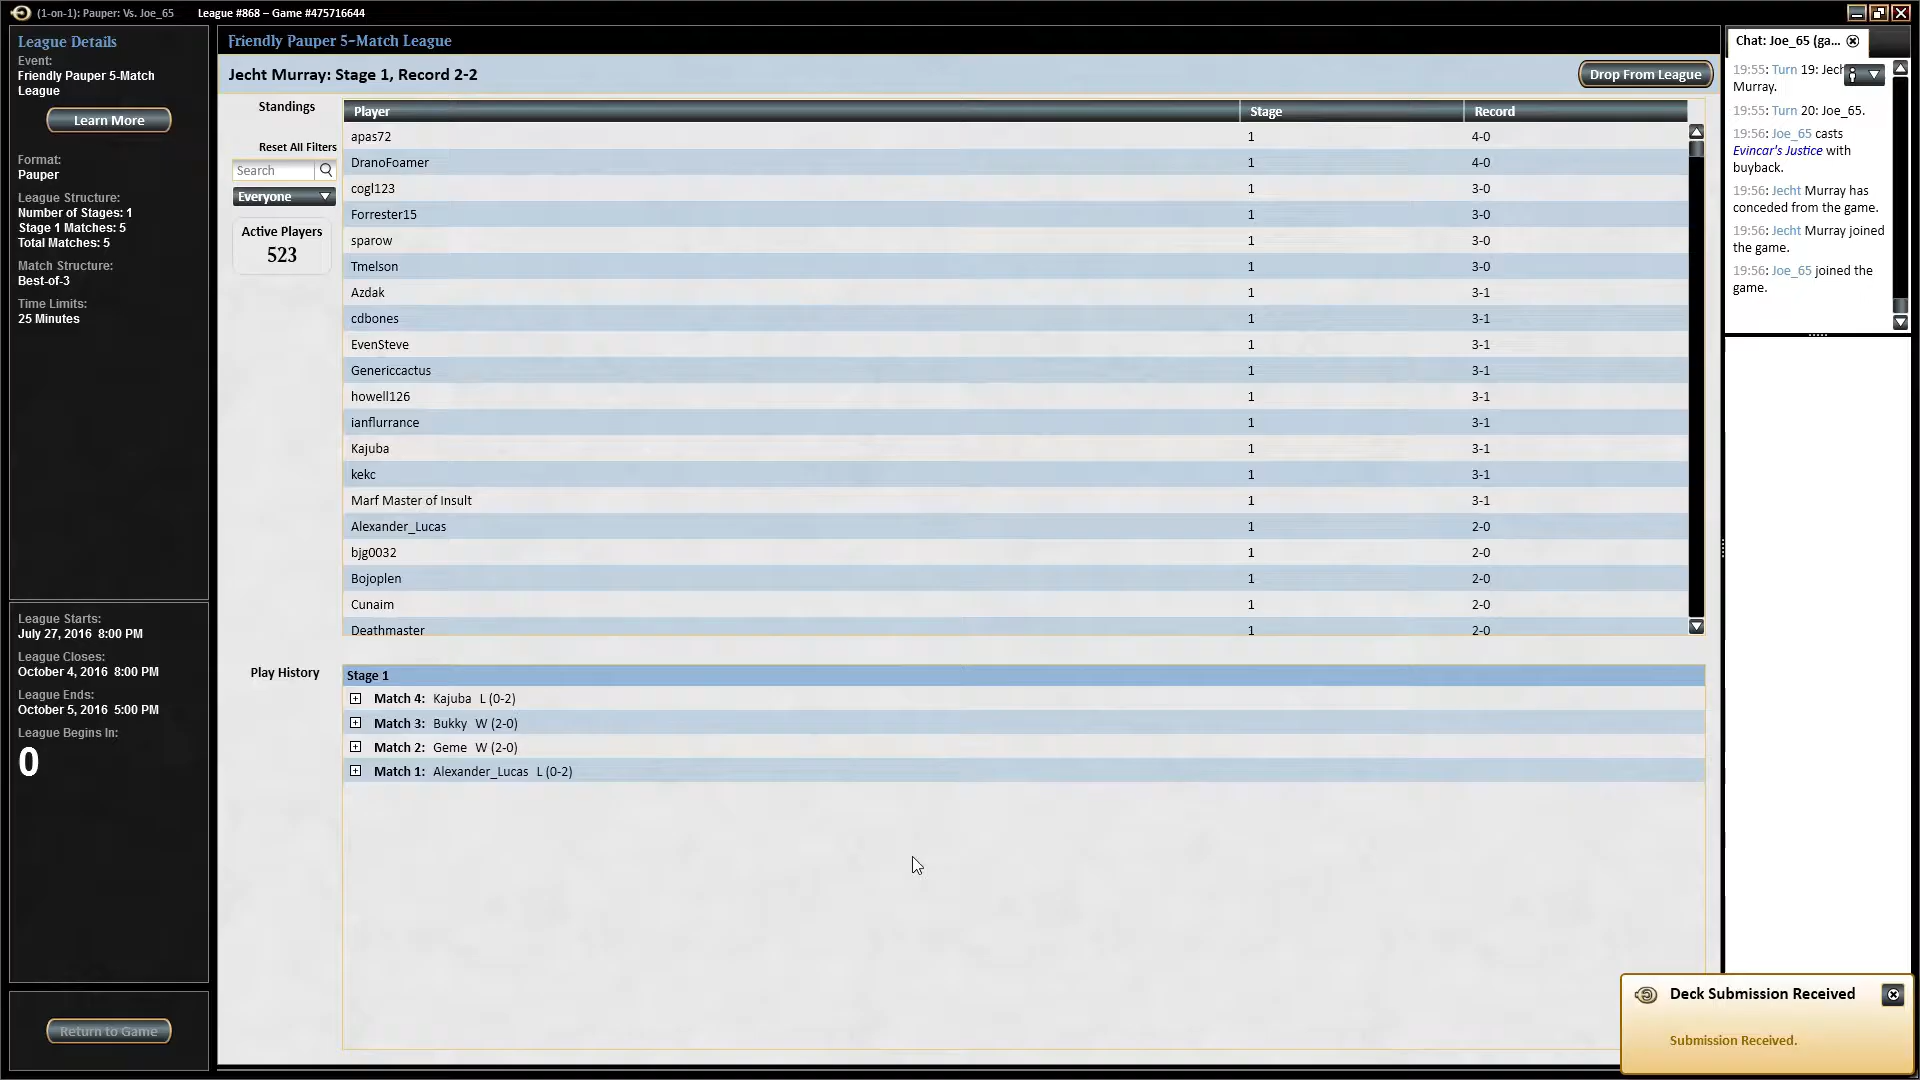 (1-on-1): Pauper: Vs. Joe_65
League #868 – Game #475716644
League Details
Event:
Friendly Pauper 5-Match
League
Learn More
Format:
Pauper
League Structure:
Number of Stages: 1
Stage 1 Matches: 5
Total Matches: 5
Match Structure:
Best-of-3
Time Limits:
25 Minutes
League Starts:
July 27, 2016 8:00 PM
League Closes:
October 4, 2016 8:00 PM
League Ends:
October 5, 2016 5:00 PM
League Begins In:
0
Return to Game
Friendly Pauper 5-Match League
Jecht Murray: Stage 1, Record 2-2
Drop From League
Standings
Reset All Filters
Search
Everyone
Active Players
523
Player Stage Record
apas72 1 4-0
DranoFoamer 1 4-0
cogl123 1 3-0
Forrester15 1 3-0
sparow 1 3-0
Tmelson 1 3-0
Azdak 1 3-1
cdbones 1 3-1
EvenSteve 1 3-1
Genericcactus 1 3-1
howell126 1 3-1
ianflurrance 1 3-1
Kajuba 1 3-1
kekc 1 3-1
Marf Master of Insult 1 3-1
Alexander_Lucas 1 2-0
bjg0032 1 2-0
Bojoplen 1 2-0
Cunaim 1 2-0
Deathmaster 1 2-0
Play History
Stage 1
Match 4: Kajuba L (0-2)
Match 3: Bukky W (2-0)
Match 2: Geme W (2-0)
Match 1: Alexander_Lucas L (0-2)
Chat: Joe_65 (ga...
19:55: Turn 19: Jech
Murray.
19:55: Turn 20: Joe_65.
19:56: Joe_65 casts
Evincar's Justice with
buyback.
19:56: Jecht Murray has
conceded from the game.
19:56: Jecht Murray joined
the game.
19:56: Joe_65 joined the
game.
Deck Submission Received
Submission Received.